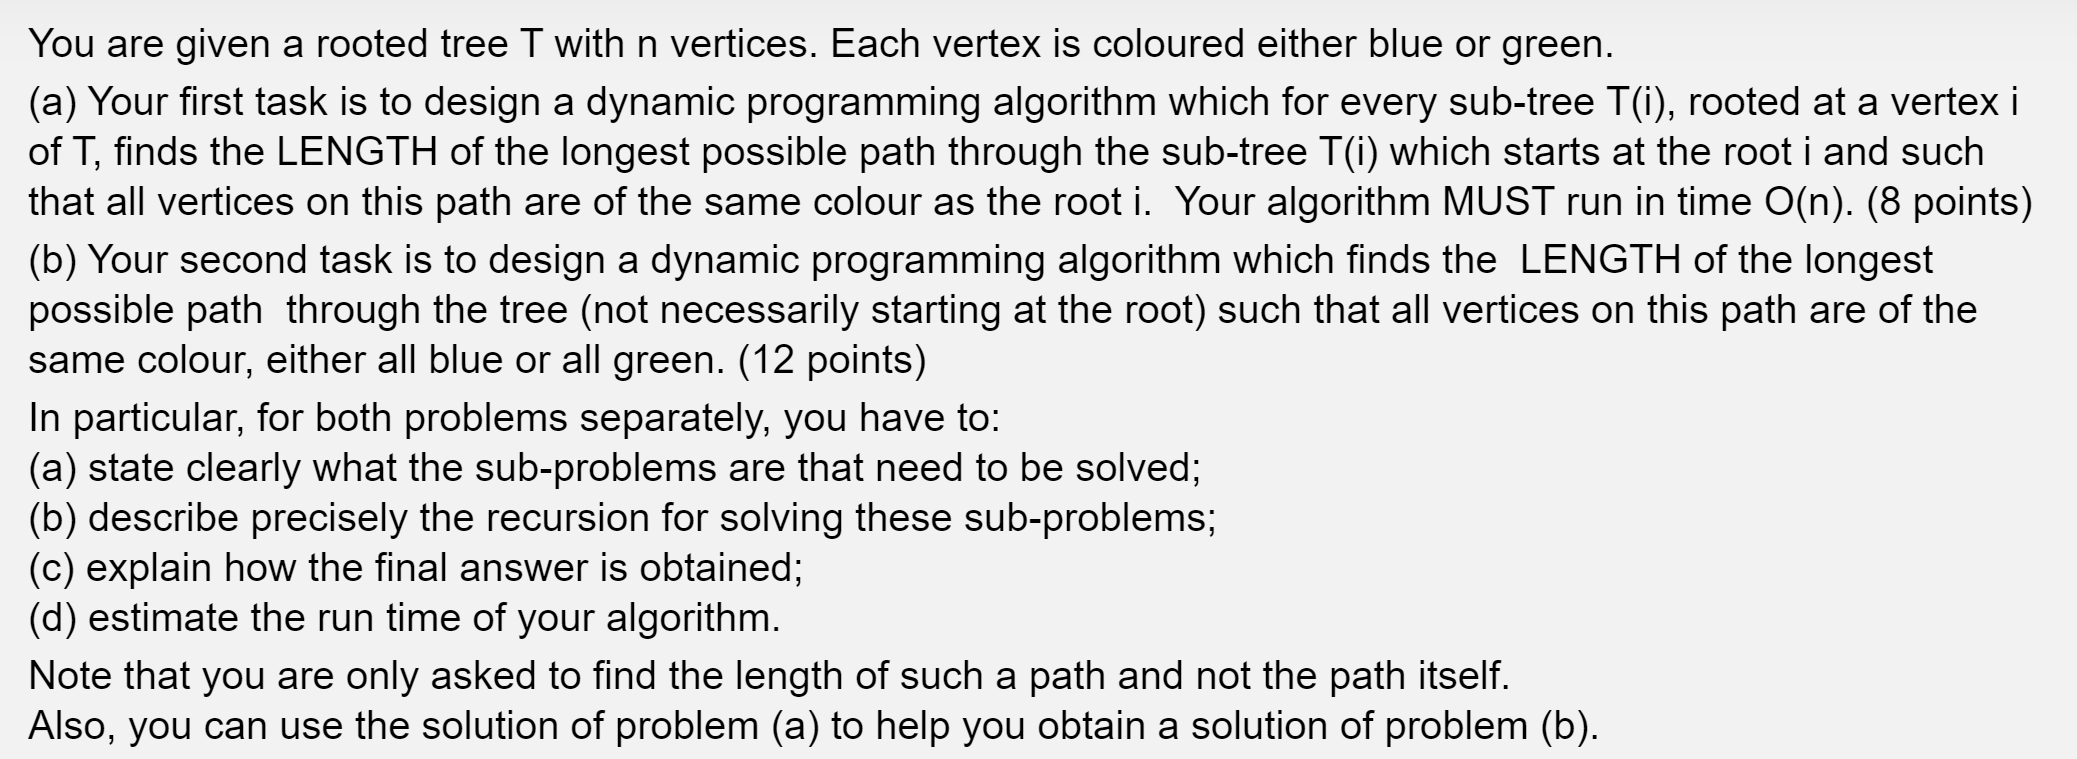 You are given a rooted tree T with n vertices. Each vertex is coloured either blue or green.
(a) Your first task is to design a dynamic programming algorithm which for every sub-tree T(i), rooted at a vertex i
of T, finds the LENGTH of the longest possible path through the sub-tree T(i) which starts at the root i and such
that all vertices on this path are of the same colour as the root i.  Your algorithm MUST run in time O(n). (8 points)
(b) Your second task is to design a dynamic programming algorithm which finds the  LENGTH of the longest
possible path  through the tree (not necessarily starting at the root) such that all vertices on this path are of the
same colour, either all blue or all green. (12 points)
In particular, for both problems separately, you have to:
(a) state clearly what the sub-problems are that need to be solved;
(b) describe precisely the recursion for solving these sub-problems;
(c) explain how the final answer is obtained;
(d) estimate the run time of your algorithm.
Note that you are only asked to find the length of such a path and not the path itself.
Also, you can use the solution of problem (a) to help you obtain a solution of problem (b).